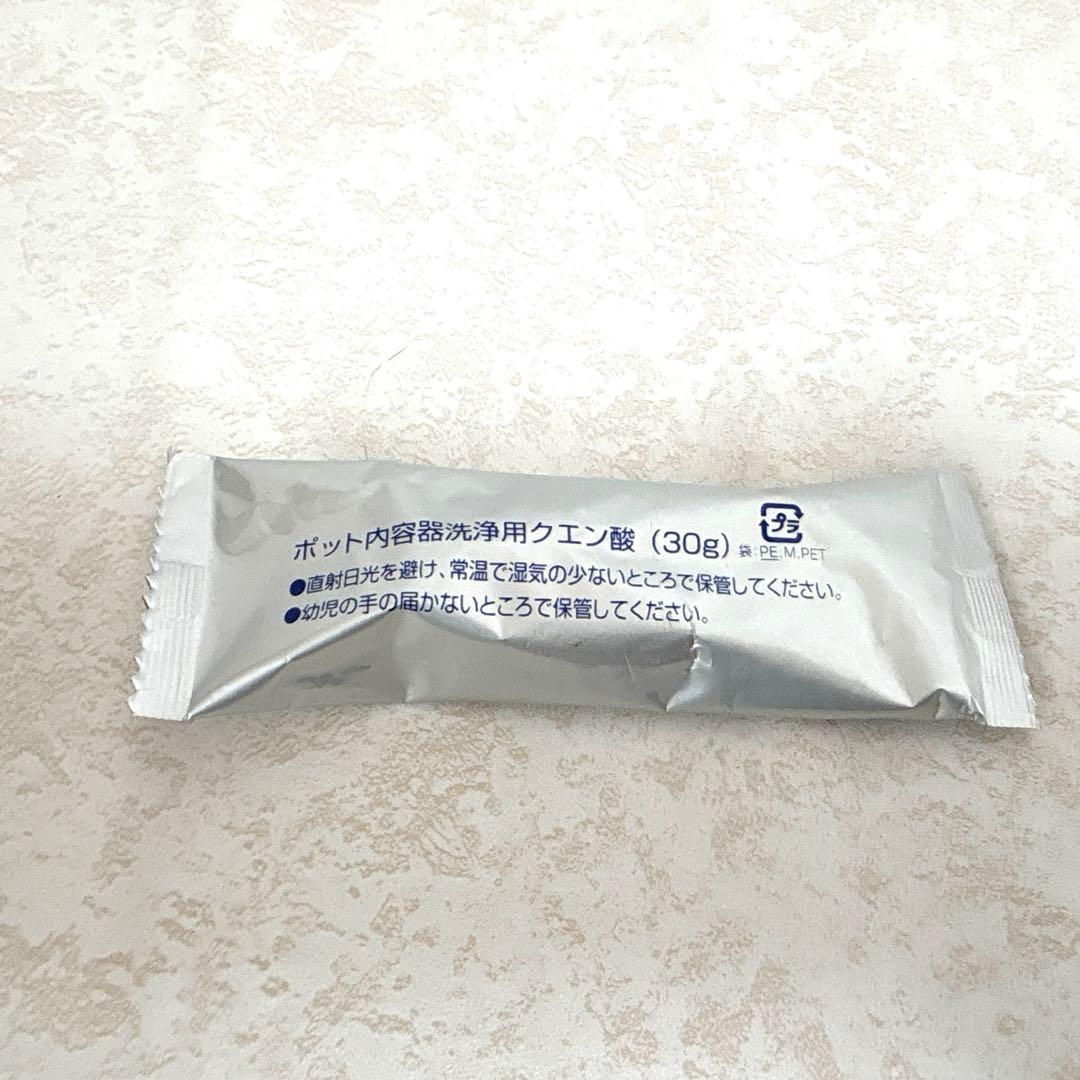 ポット内容器洗浄用クエン酸（30g）
プラ
袋:PE,M,PET
●直射日光を避け、常温で湿気の少ないところで保管してください。
●幼児の手の届かないところで保管してください。